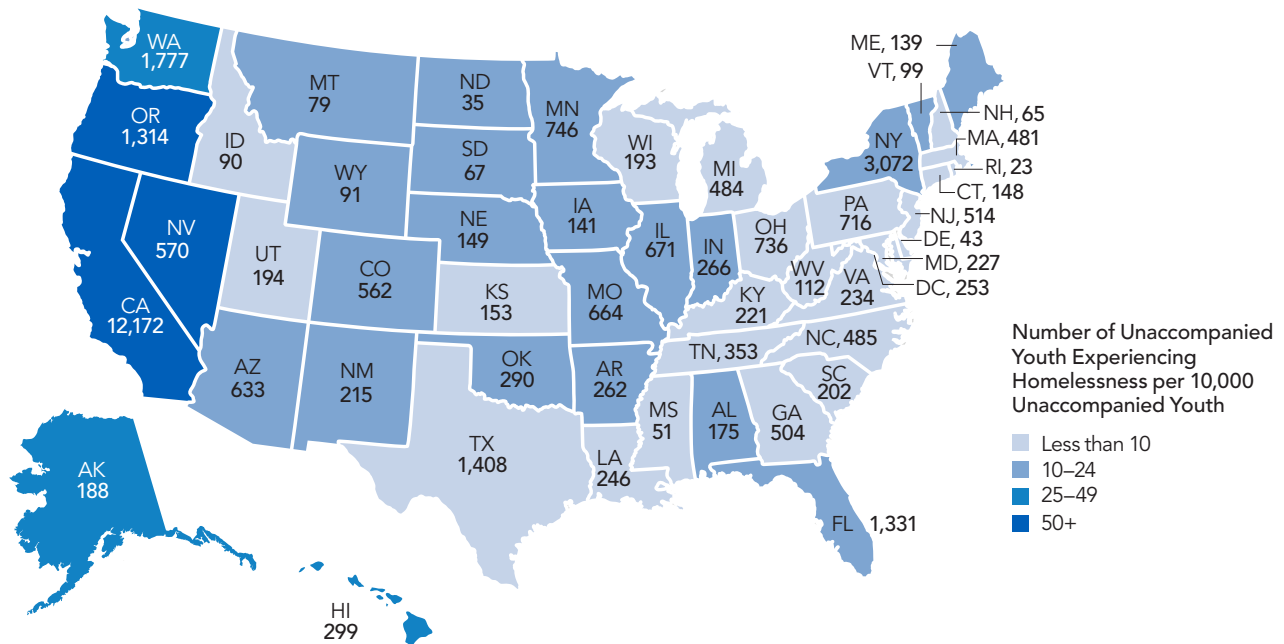 WA
1,777
OR
1,314
CA
12,172
NV
570
ID
90
MT
79
WY
91
UT
194
CO
562
AZ
633
NM
215
ND
35
SD
67
NE
149
KS
153
OK
290
TX
1,408
MN
746
IA
141
MO
664
AR
262
LA
246
WI
193
IL
671
MI
484
IN
266
OH
736
KY
221
TN, 353
MS
51
AL
175
GA
504
FL 1,331
SC
202
NC, 485
VA
234
WV
112
PA
716
NY
3,072
ME, 139
VT, 99
NH, 65
MA, 481
RI, 23
CT, 148
NJ, 514
DE, 43
MD, 227
DC, 253
AK
188
HI
299
Number of Unaccompanied
Youth Experiencing
Homelessness per 10,000
Unaccompanied Youth
Less than 10
10–24
25–49
50+